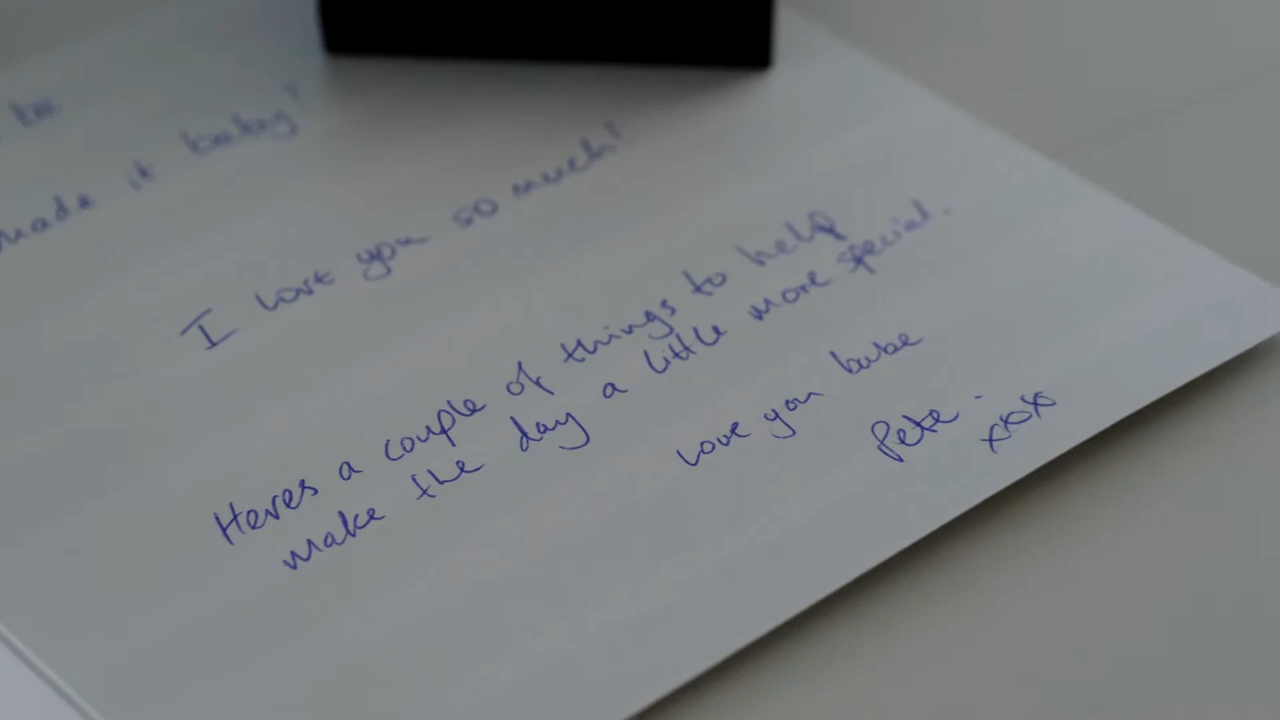 be
made it baby!
I love you so much!
Heres a couple of things to help
make the day a little more special.
Love you babe
Pete.
xxx